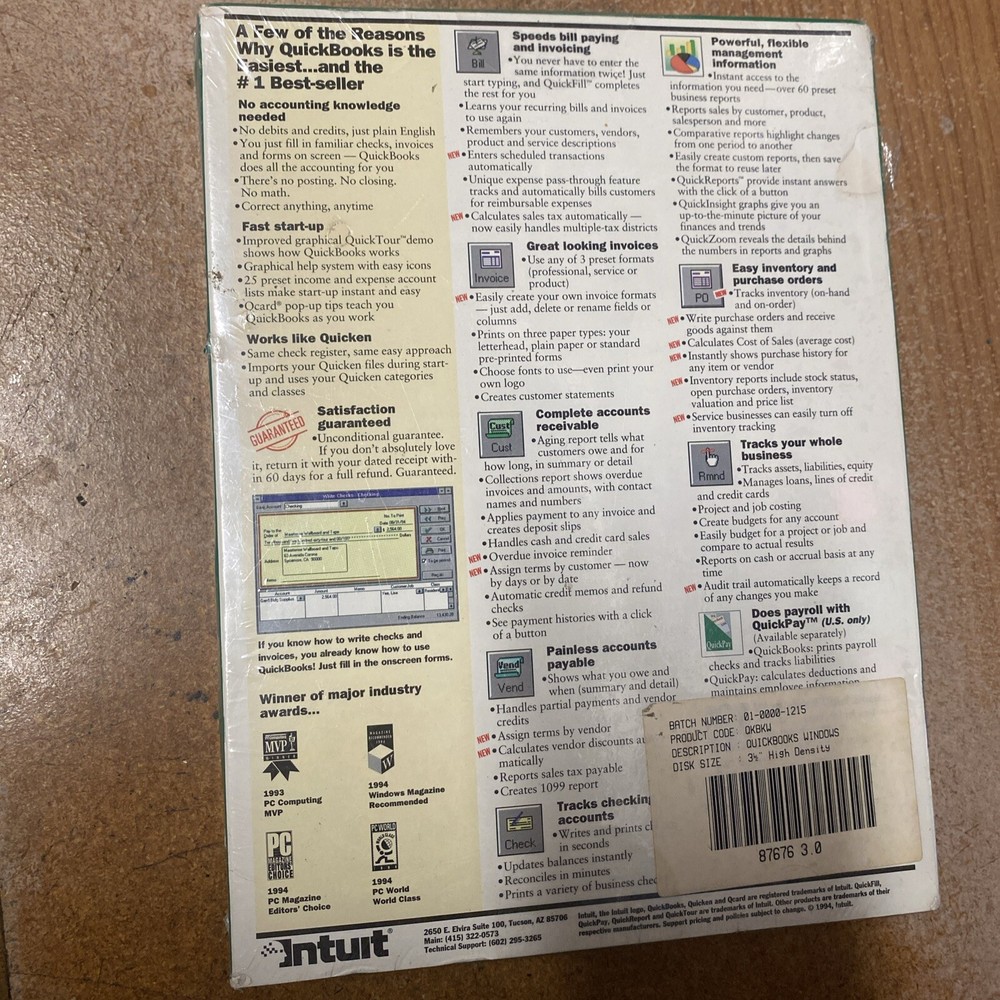 A Few of the Reasons
Why QuickBooks is the
Easiest...and the
# 1 Best-seller
No accounting knowledge
needed
• No debits and credits, just plain English
• You just fill in familiar checks, invoices
and forms on screen — QuickBooks
does all the accounting for you
• There's no posting. No closing.
No math.
• Correct anything, anytime
Fast start-up
• Improved graphical QuickTour™ demo
shows how QuickBooks works
• Graphical help system with easy icons
• 25 preset income and expense account
lists make start-up instant and easy
• Qcard® pop-up tips teach you
QuickBooks as you work
Works like Quicken
• Same check register, same easy approach
• Imports your Quicken files during start-
up and uses your Quicken categories
and classes
GUARANTEED
Satisfaction
guaranteed
• Unconditional guarantee.
If you don't absolutely love
it, return it with your dated receipt with-
in 60 days for a full refund. Guaranteed.
Write Checks - Checking
Checking
If you know how to write checks and
invoices, you already know how to use
QuickBooks! Just fill in the onscreen forms.
Winner of major industry
awards...
MVP
1993
PC Computing
MVP
1994
Windows Magazine
Recommended
PC
MAGAZINE
EDITORS'
CHOICE
1994
PC Magazine
Editors' Choice
PC WORLD
1994
PC World
World Class
Bill
Speeds bill paying
and invoicing
• You never have to enter the
same information twice! Just
start typing, and QuickFill™ completes
the rest for you
• Learns your recurring bills and invoices
to use again
• Remembers your customers, vendors,
product and service descriptions
NEW • Enters scheduled transactions
automatically
• Unique expense pass-through feature
tracks and automatically bills customers
for reimbursable expenses
NEW • Calculates sales tax automatically —
now easily handles multiple-tax districts
Invoice
Great looking invoices
• Use any of 3 preset formats
(professional, service or
product)
NEW • Easily create your own invoice formats
— just add, delete or rename fields or
columns
• Prints on three paper types: your
letterhead, plain paper or standard
pre-printed forms
• Choose fonts to use—even print your
own logo
• Creates customer statements
Cust
Cust
Complete accounts
receivable
• Aging report tells what
customers owe and for
how long, in summary or detail
• Collections report shows overdue
invoices and amounts, with contact
names and numbers
• Applies payment to any invoice and
creates deposit slips
• Handles cash and credit card sales
NEW • Overdue invoice reminder
NEW • Assign terms by customer — now
by days or by date
• Automatic credit memos and refund
checks
• See payment histories with a click
of a button
Vend
Vend
Painless accounts
payable
• Shows what you owe and
when (summary and detail)
• Handles partial payments and vendor
credits
NEW • Assign terms by vendor
NEW • Calculates vendor discounts au
matically
• Reports sales tax payable
• Creates 1099 report
Check
Tracks checking
accounts
• Writes and prints ch
in seconds
• Updates balances instantly
• Reconciles in minutes
• Prints a variety of business chec
Powerful, flexible
management
information
• Instant access to the
information you need—over 60 preset
business reports
• Reports sales by customer, product,
salesperson and more
• Comparative reports highlight changes
from one period to another
• Easily create custom reports, then save
the format to reuse later
• QuickReports™ provide instant answers
with the click of a button
• QuickInsight graphs give you an
up-to-the-minute picture of your
finances and trends
• QuickZoom reveals the details behind
the numbers in reports and graphs
PO
Easy inventory and
purchase orders
NEW • Tracks inventory (on-hand
and on-order)
NEW • Write purchase orders and receive
goods against them
NEW • Calculates Cost of Sales (average cost)
NEW • Instantly shows purchase history for
any item or vendor
NEW • Inventory reports include stock status,
open purchase orders, inventory
valuation and price list
NEW • Service businesses can easily turn off
inventory tracking
Rmnd
Tracks your whole
business
• Tracks assets, liabilities, equity
• Manages loans, lines of credit
and credit cards
• Project and job costing
• Create budgets for any account
• Easily budget for a project or job and
compare to actual results
• Reports on cash or accrual basis at any
time
NEW • Audit trail automatically keeps a record
of any changes you make
QuickPay
Does payroll with
QuickPay™ (U.S. only)
(Available separately)
• QuickBooks: prints payroll
checks and tracks liabilities
• QuickPay: calculates deductions and
maintains employee information
BATCH NUMBER: 01-0000-1215
PRODUCT CODE: QKBKW
DESCRIPTION : QUICKBOOKS WINDOWS
DISK SIZE : 3½" High Density
87676 3.0
Intuit®
2650 E. Elvira Suite 100, Tucson, AZ 85706
Main: (415) 322-0573
Technical Support: (602) 295-3265
Intuit, the Intuit logo, QuickBooks, Quicken and Qcard are registered trademarks of Intuit. QuickFill,
QuickPay, QuickReport and QuickTour are trademarks of Intuit. Other products are trademarks of their
respective manufacturers. Support pricing and policies subject to change. © 1994, Intuit.